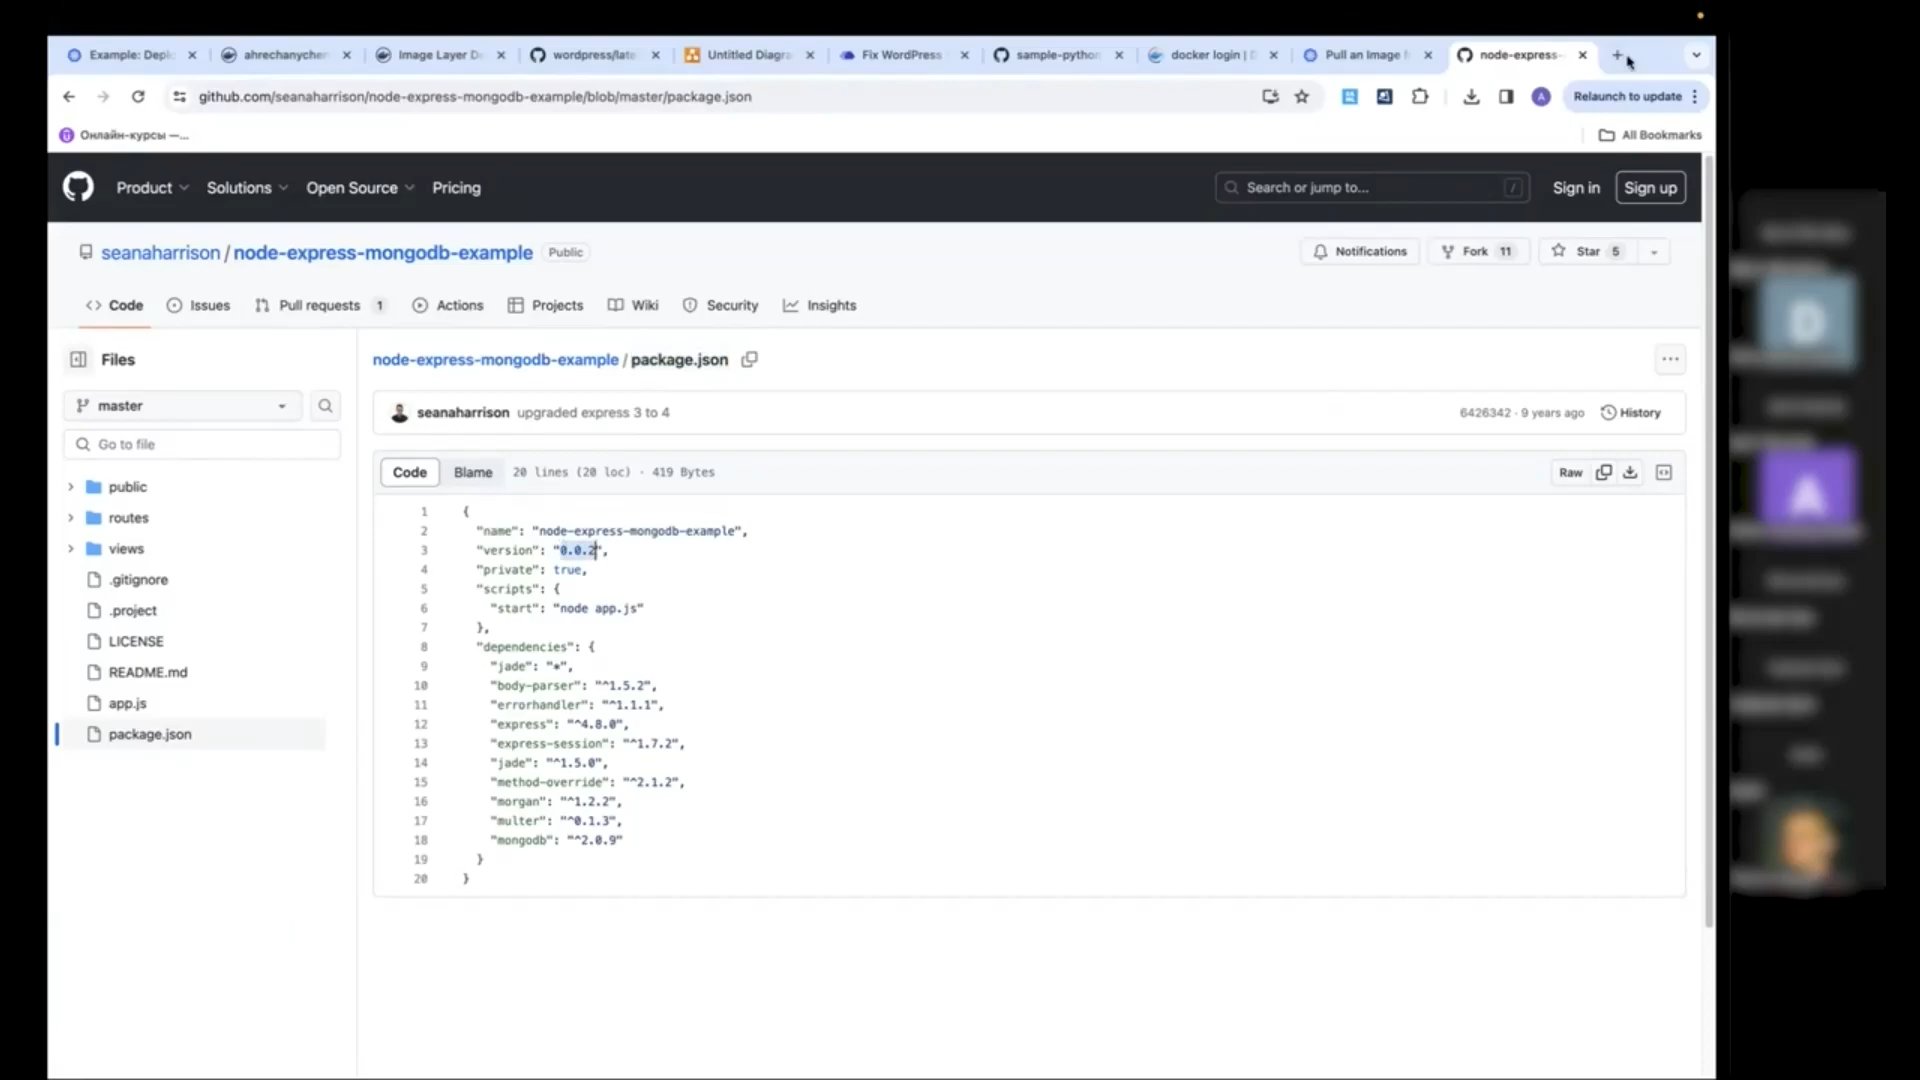 Example: Depl
ahrechanycher
Image Layer De
wordpress/late
Untitled Diagra
Fix WordPress
sample-python
docker login | D
Pull an Image f
node-express-
github.com/seanaharrison/node-express-mongodb-example/blob/master/package.json
A
Relaunch to update
Онлайн-курсы —...
All Bookmarks
Product
Solutions
Open Source
Pricing
Search or jump to...
/
Sign in
Sign up
seanaharrison / node-express-mongodb-example
Public
Notifications
Fork 11
Star 5
Code
Issues
Pull requests 1
Actions
Projects
Wiki
Security
Insights
Files
master
Go to file
public
routes
views
.gitignore
.project
LICENSE
README.md
app.js
package.json
node-express-mongodb-example / package.json
seanaharrison upgraded express 3 to 4
6426342 · 9 years ago
History
Code
Blame
20 lines (20 loc) · 419 Bytes
Raw
1 {
2 "name": "node-express-mongodb-example",
3 "version": "0.0.2",
4 "private": true,
5 "scripts": {
6 "start": "node app.js"
7 },
8 "dependencies": {
9 "jade": "*",
10 "body-parser": "^1.5.2",
11 "errorhandler": "^1.1.1",
12 "express": "^4.8.0",
13 "express-session": "^1.7.2",
14 "jade": "^1.5.0",
15 "method-override": "^2.1.2",
16 "morgan": "^1.2.2",
17 "multer": "^0.1.3",
18 "mongodb": "^2.0.9"
19 }
20 }
D
A